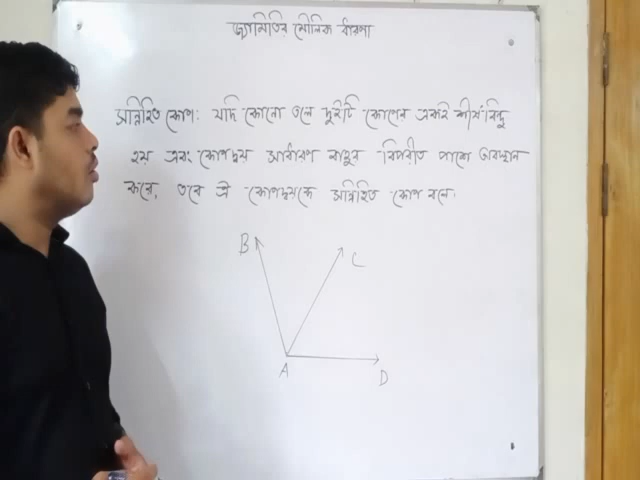 জ্যামিতির মৌলিক ধারণা
সন্নিহিত কোণ: যদি কোনো তলে দুইটি কোণের একই শীর্ষবিন্দু
হয় এবং কোণদ্বয় সাধারণ বাহুর বিপরীত পাশে অবস্থান
করে, তবে ঐ কোণদ্বয়কে সন্নিহিত কোণ বলে।
B
C
A
D